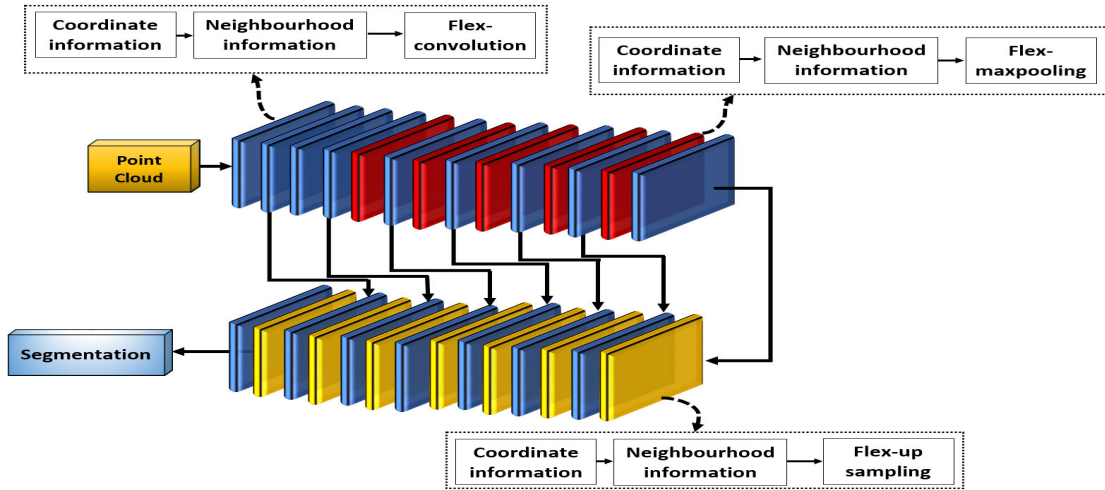 Coordinate
information
Neighbourhood
information
Flex-
convolution
Coordinate
information
Neighbourhood
information
Flex-
maxpooling
Point
Cloud
Segmentation
Coordinate
information
Neighbourhood
information
Flex-up
sampling